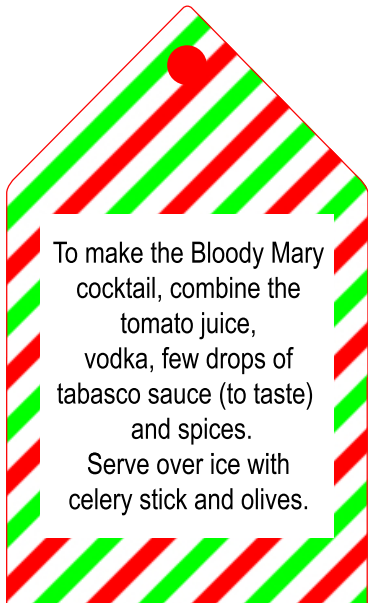 To make the Bloody Mary
cocktail, combine the
tomato juice,
vodka, few drops of
tabasco sauce (to taste)
and spices.
Serve over ice with
celery stick and olives.